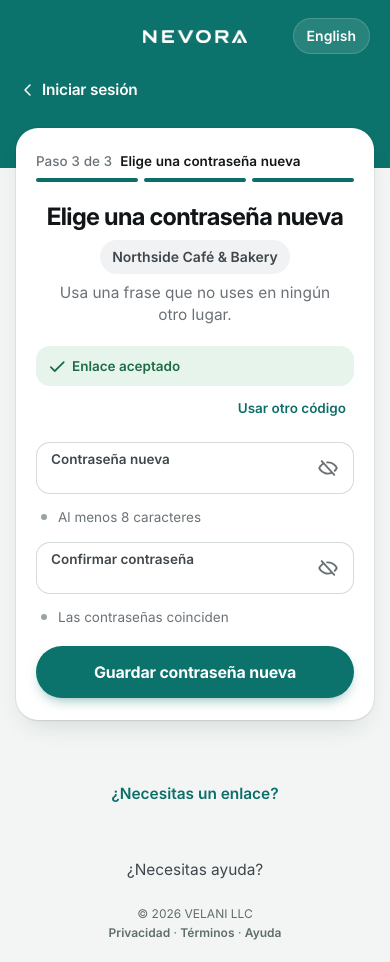 NEVORA
English
Iniciar sesión
Paso 3 de 3 Elige una contraseña nueva
Elige una contraseña nueva
Northside Café & Bakery
Usa una frase que no uses en ningún
otro lugar.
Enlace aceptado
Usar otro código
Contraseña nueva
Al menos 8 caracteres
Confirmar contraseña
Las contraseñas coinciden
Guardar contraseña nueva
¿Necesitas un enlace?
¿Necesitas ayuda?
© 2026 VELANI LLC
Privacidad · Términos · Ayuda